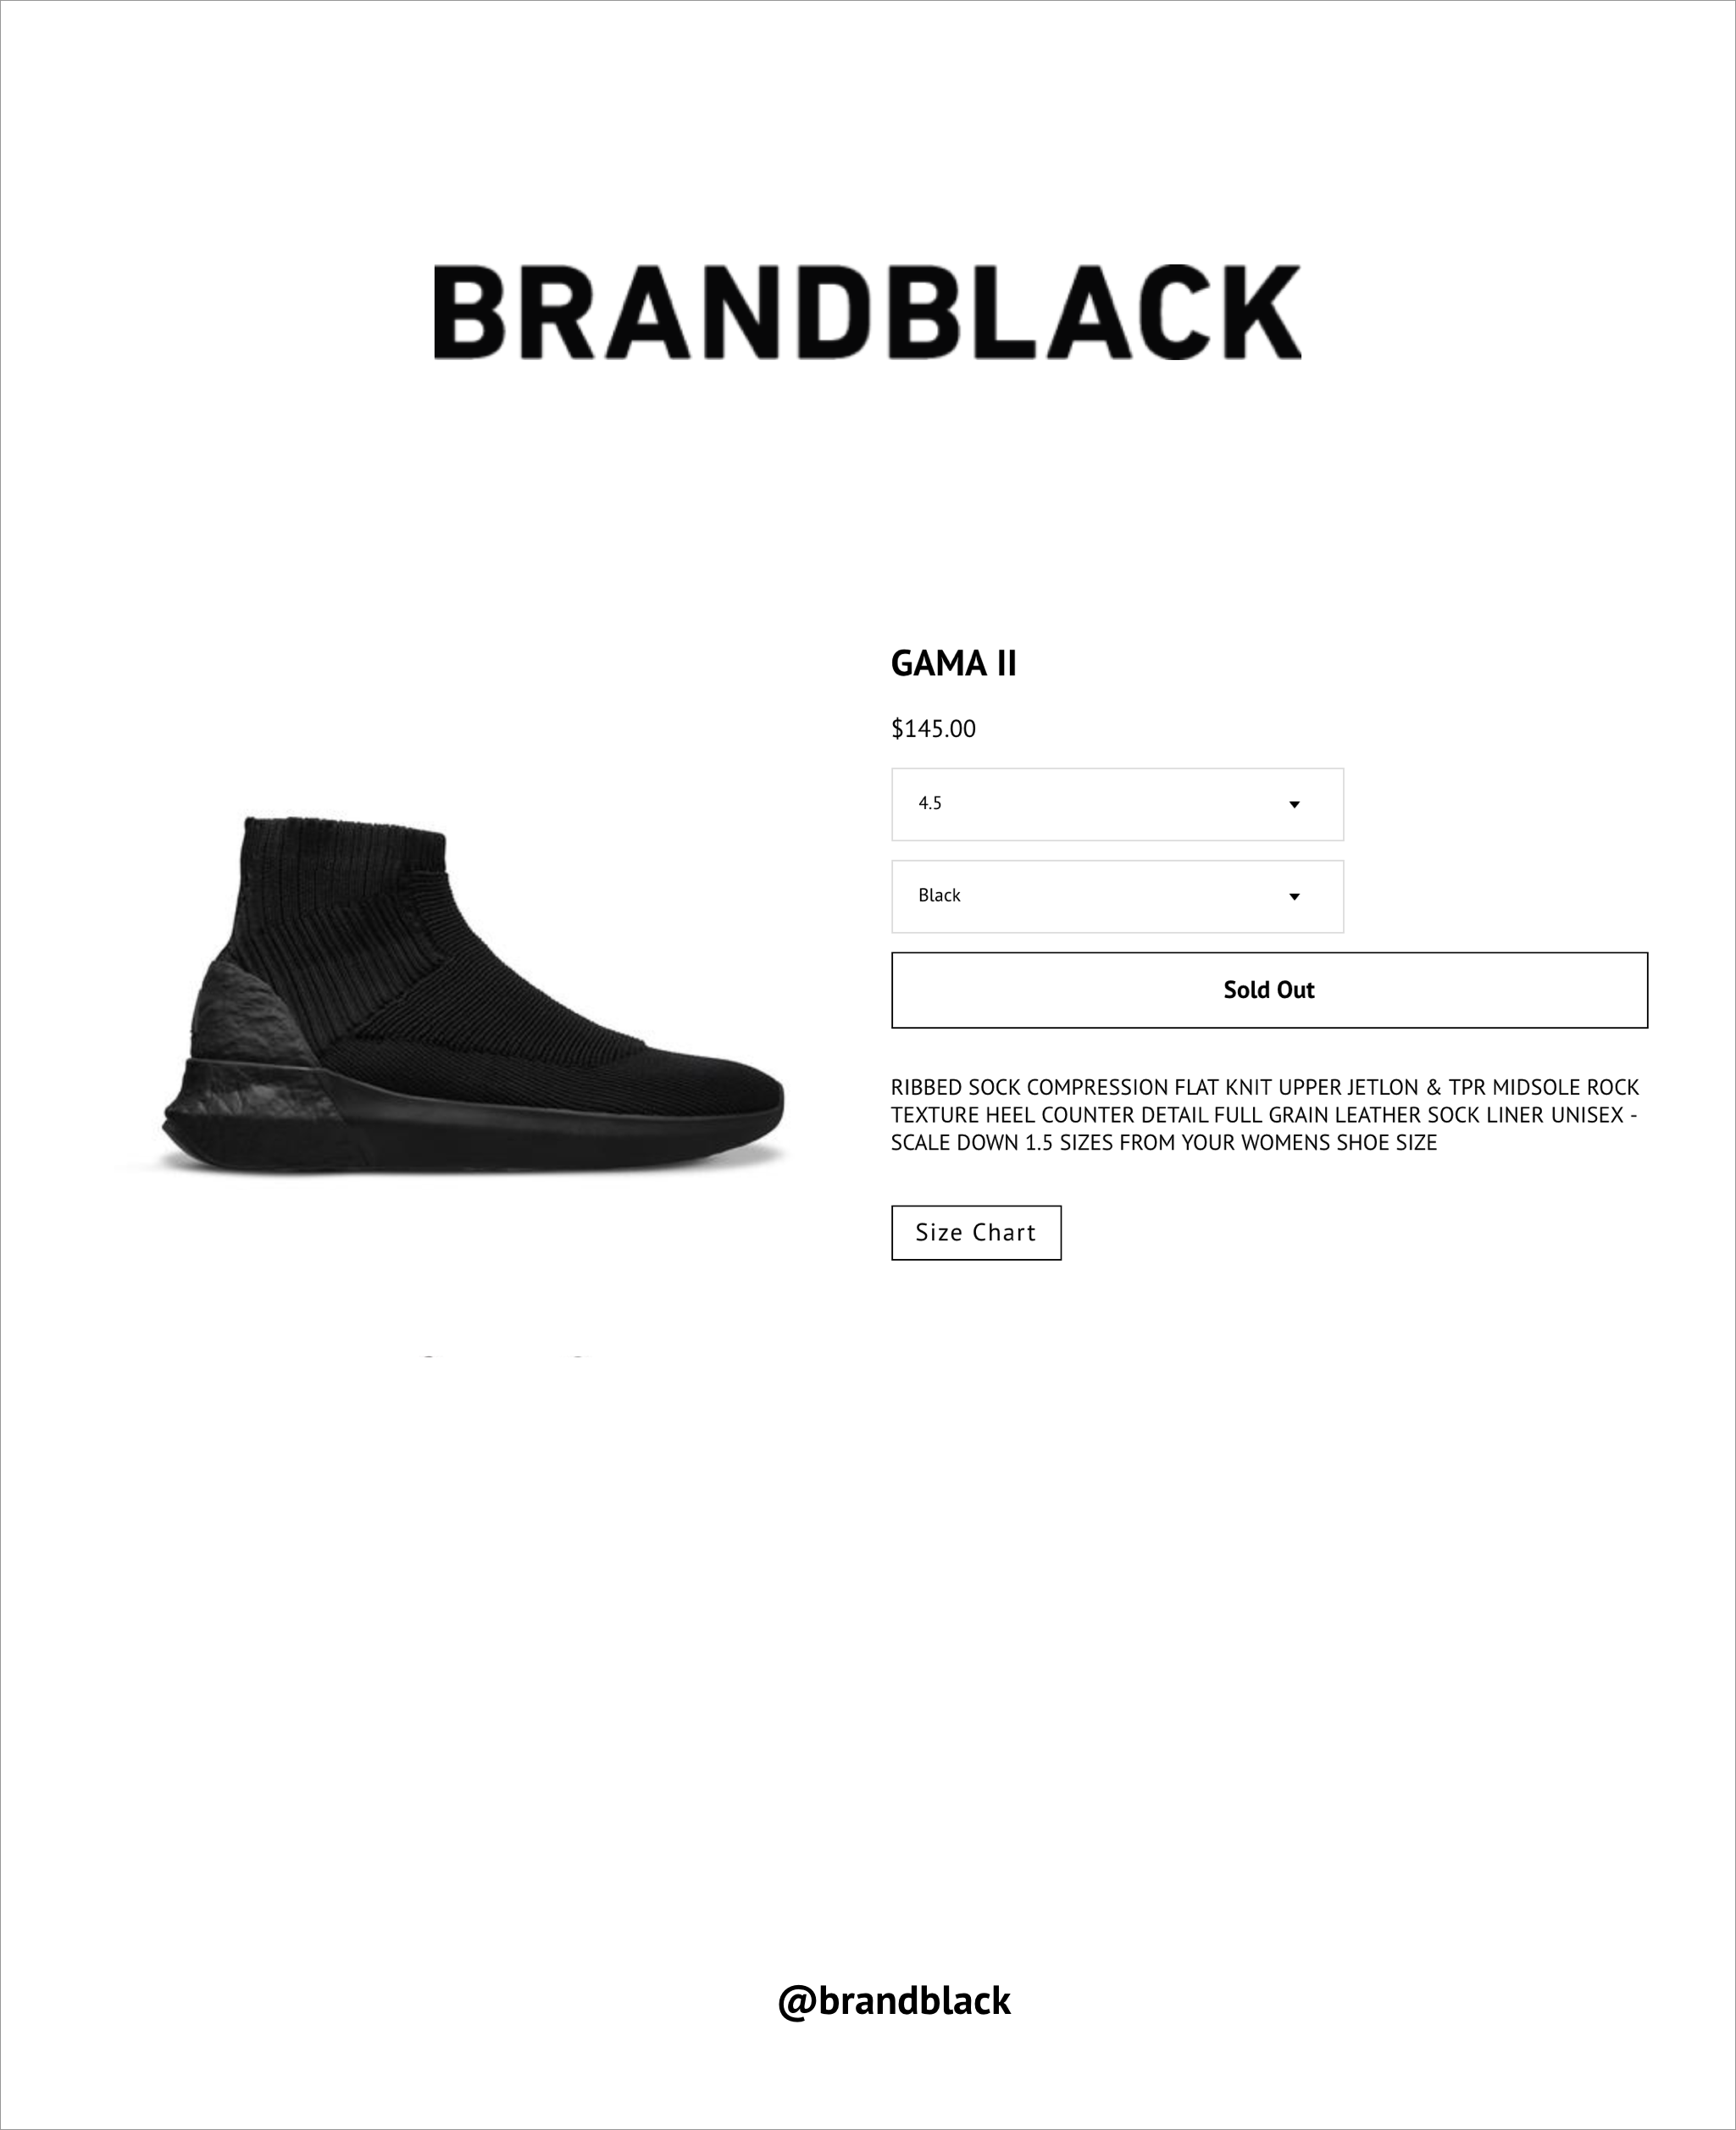 BRANDBLACK
GAMA II
$145.00
4.5
Black
Sold Out
RIBBED SOCK COMPRESSION FLAT KNIT UPPER JETLON & TPR MIDSOLE ROCK
TEXTURE HEEL COUNTER DETAIL FULL GRAIN LEATHER SOCK LINER UNISEX -
SCALE DOWN 1.5 SIZES FROM YOUR WOMENS SHOE SIZE
Size Chart
@brandblack